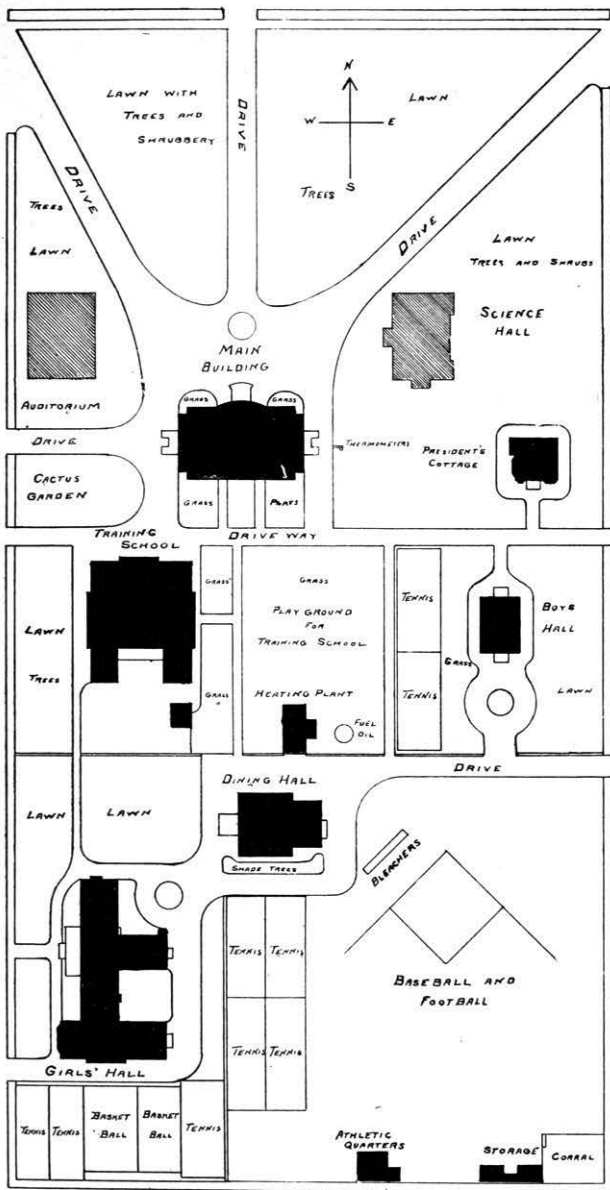 LAWN WITH
TREES AND
SHRUBBERY
DRIVE
N
W E
S
LAWN
TREES
DRIVE
DRIVE
TREES
LAWN
LAWN
TREES AND SHRUBS
SCIENCE
HALL
MAIN
BUILDING
AUDITORIUM
GRASS
GRASS
DRIVE
THERMOMETERS
PRESIDENT'S
COTTAGE
CACTUS
GARDEN
GRASS
PLATS
DRIVE WAY
TRAINING
SCHOOL
LAWN
TREES
GRASS
GRASS
GRASS
PLAY GROUND
FOR
TRAINING SCHOOL
TENNIS
TENNIS
GRASS
BOYS
HALL
LAWN
HEATING PLANT
FUEL
OIL
DRIVE
DINING HALL
LAWN
LAWN
SHADE TREES
BLEACHERS
TENNIS
TENNIS
TENNIS
TENNIS
BASEBALL AND
FOOTBALL
GIRLS' HALL
TENNIS
TENNIS
BASKET
BALL
BASKET
BALL
TENNIS
ATHLETIC
QUARTERS
STORAGE
CORRAL